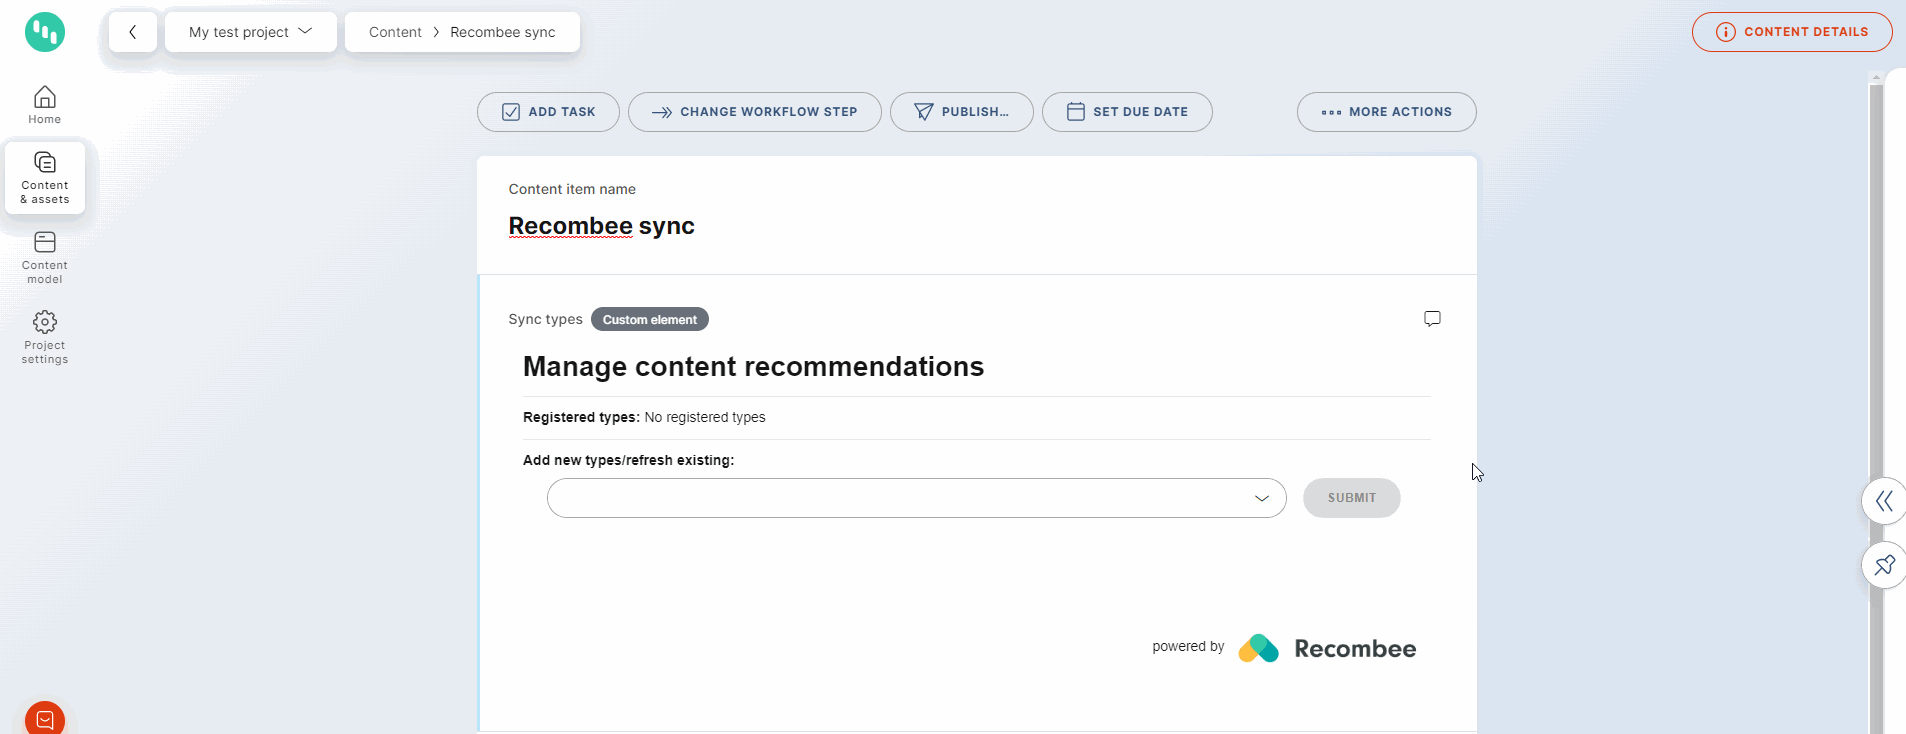 My test project
Content > Recombee sync
CONTENT DETAILS
Home
Content
& assets
Content
model
Project
settings
ADD TASK
CHANGE WORKFLOW STEP
PUBLISH...
SET DUE DATE
MORE ACTIONS
Content item name
Recombee sync
Sync types
Custom element
Manage content recommendations
Registered types: No registered types
Add new types/refresh existing:
SUBMIT
powered by
Recombee